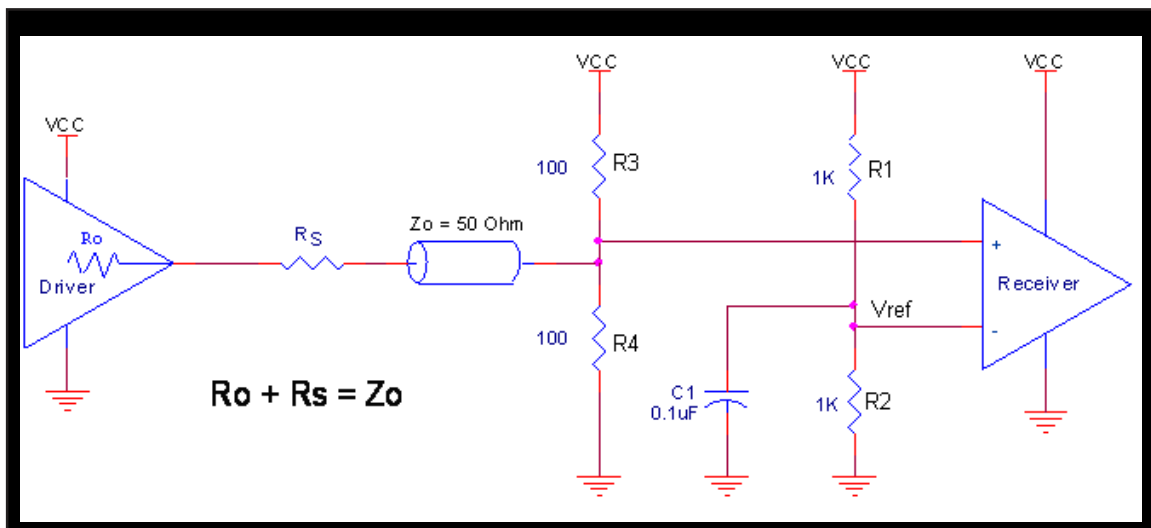 VCC
VCC
VCC
VCC
100
R3
1K
R1
Zo = 50 Ohm
Ro
RS
+
Driver
Receiver
Vref
-
100
R4
Ro + Rs = Zo
C1
0.1uF
1K
R2